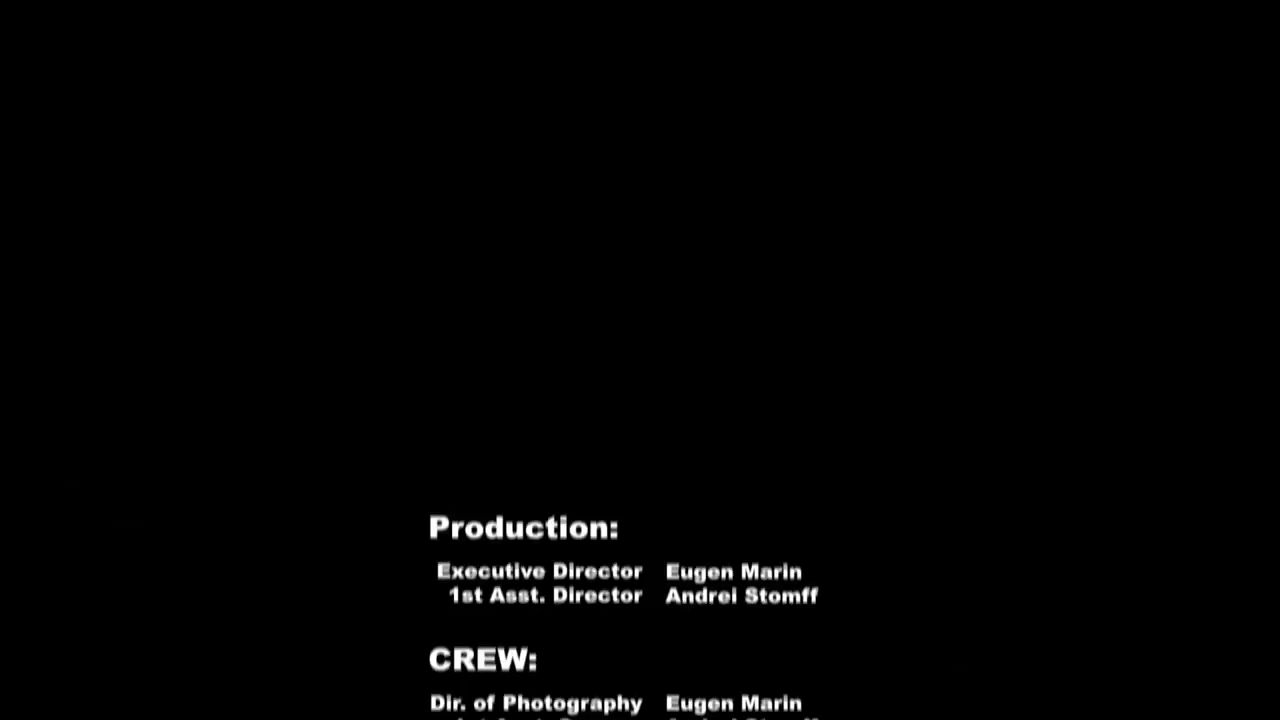 Production:
Executive Director Eugen Marin
1st Asst. Director Andrei Stomff
CREW:
Dir. of Photography Eugen Marin